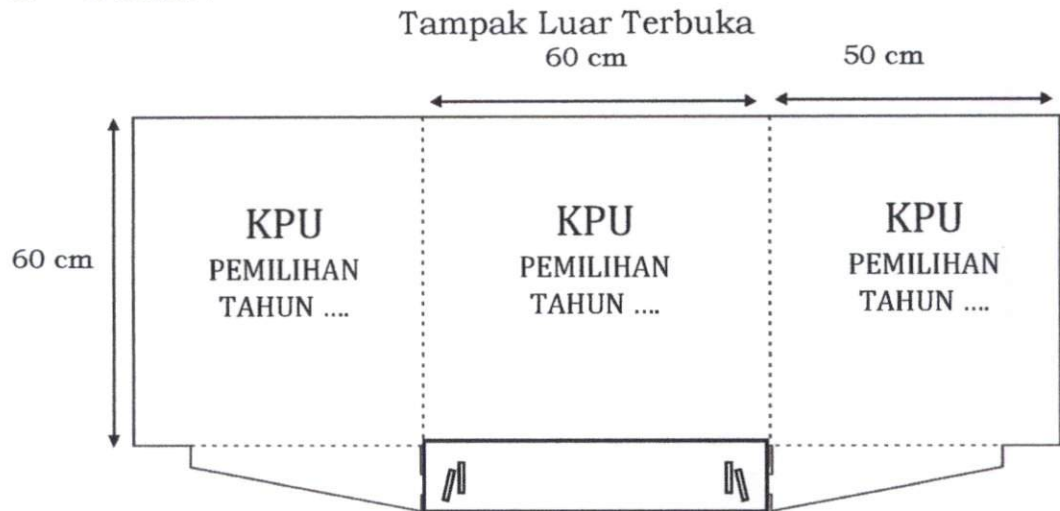 Tampak Luar Terbuka
60 cm
50 cm
60 cm
KPU
PEMILIHAN
TAHUN ....
KPU
PEMILIHAN
TAHUN ....
KPU
PEMILIHAN
TAHUN ....